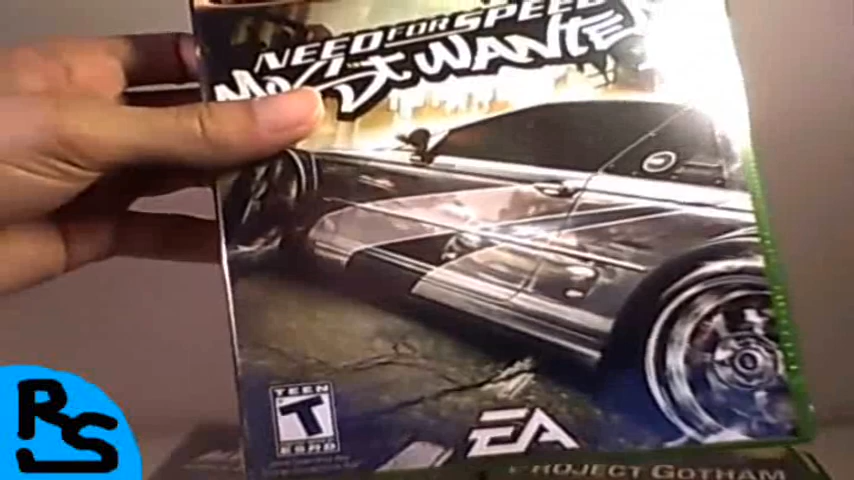 NEED FOR SPEED
MOST WANTED
TEEN
T
ESRB
EA
RS
PROJECT GOTHAM